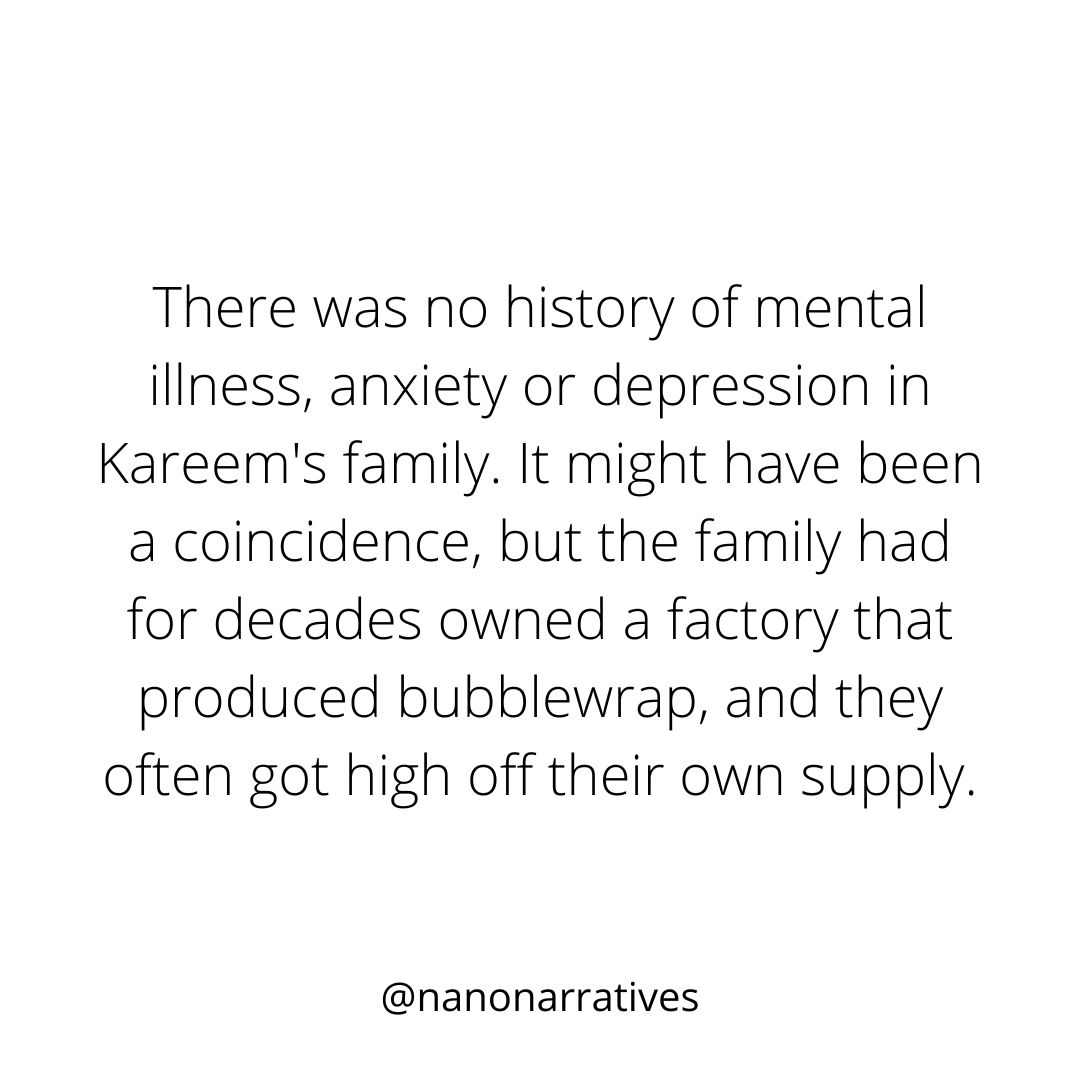 There was no history of mental
illness, anxiety or depression in
Kareem's family. It might have been
a coincidence, but the family had
for decades owned a factory that
produced bubblewrap, and they
often got high off their own supply.
@nanonarratives